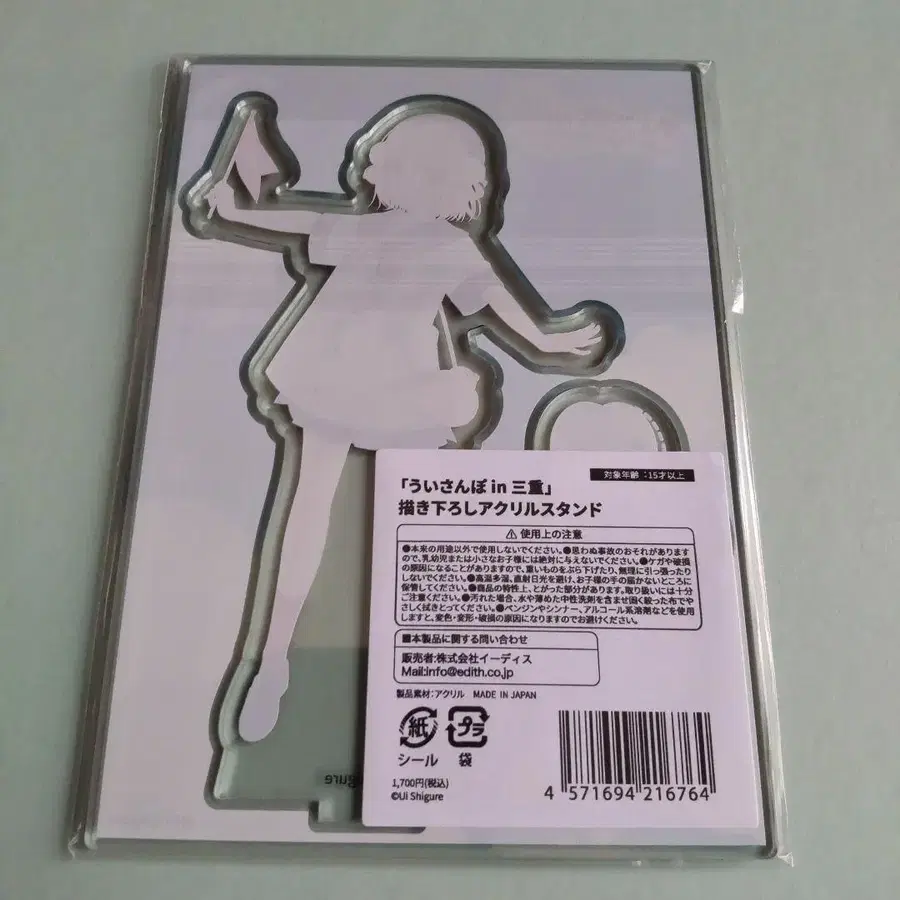 対象年齢：15才以上
「ういさんぽ in 三重」
描き下ろしアクリルスタンド
⚠使用上の注意
●本来の用途以外で使用しないでください。●思わぬ事故のおそれがありますので、乳幼児または小さなお子様には絶対に与えないでください。●ケガや破損の原因になることがありますので、重いものをぶら下げたり、無理に引っ張ったりしないでください。●高温多湿、直射日光を避け、お子様の手の届かないところに保管してください。●商品の特性上、とがった部分があります。取り扱いには十分ご注意ください。●汚れた場合、水や薄めた中性洗剤を含ませ固く絞った布でやさしく拭きとってください。●ベンジンやシンナー、アルコール系溶剤などを使用しますと、変色・変形・破損の原因になりますのでお避けください。
■本製品に関する問い合わせ
販売者：株式会社イーディス
Mail:info@edith.co.jp
製品素材：アクリル MADE IN JAPAN
紙 プラ
シール 袋
1,700円(税込)
©Ui Shigure
4 571694 216764